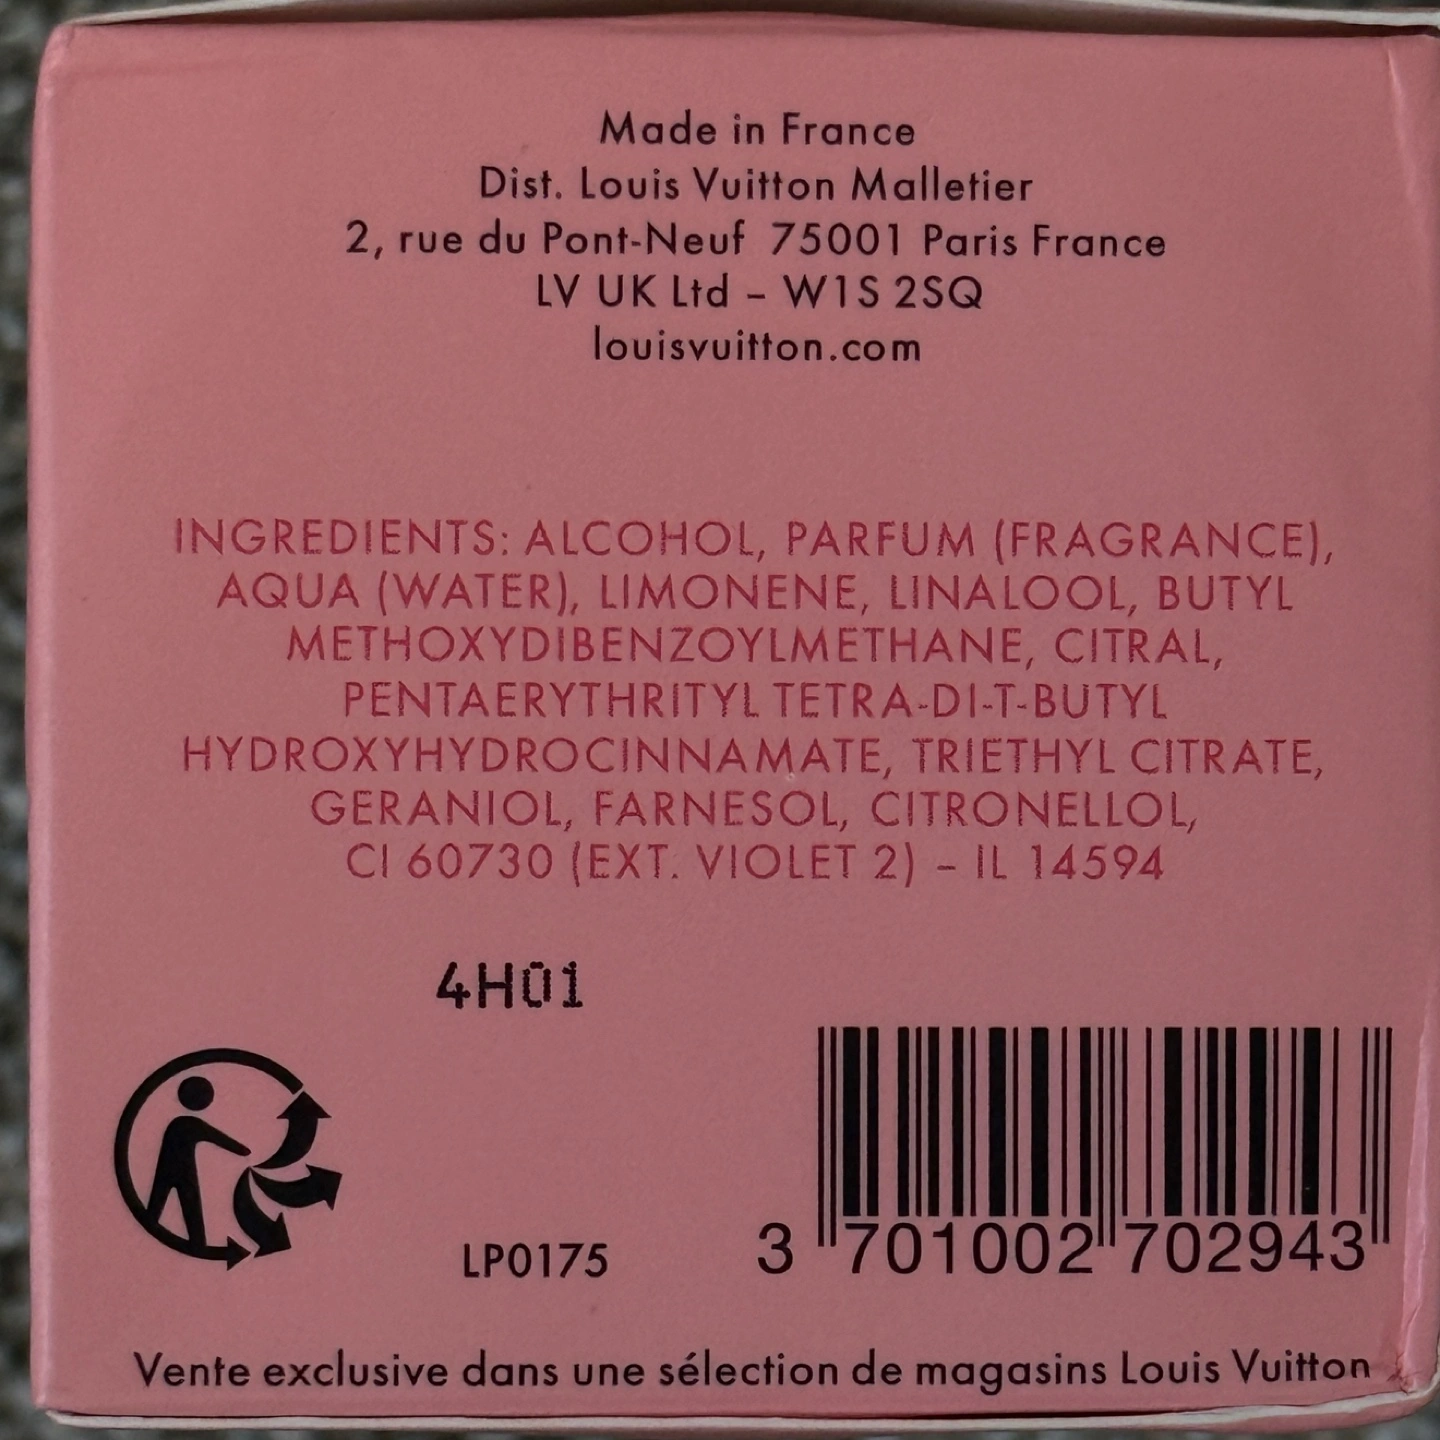 Made in France
Dist. Louis Vuitton Malletier
2, rue du Pont-Neuf 75001 Paris France
LV UK Ltd – W1S 2SQ
louisvuitton.com
INGREDIENTS: ALCOHOL, PARFUM (FRAGRANCE),
AQUA (WATER), LIMONENE, LINALOOL, BUTYL
METHOXYDIBENZOYLMETHANE, CITRAL,
PENTAERYTHRITYL TETRA-DI-T-BUTYL
HYDROXYHYDROCINNAMATE, TRIETHYL CITRATE,
GERANIOL, FARNESOL, CITRONELLOL,
CI 60730 (EXT. VIOLET 2) – IL 14594
4H01
LP0175
3 701002 702943
Vente exclusive dans une sélection de magasins Louis Vuitton